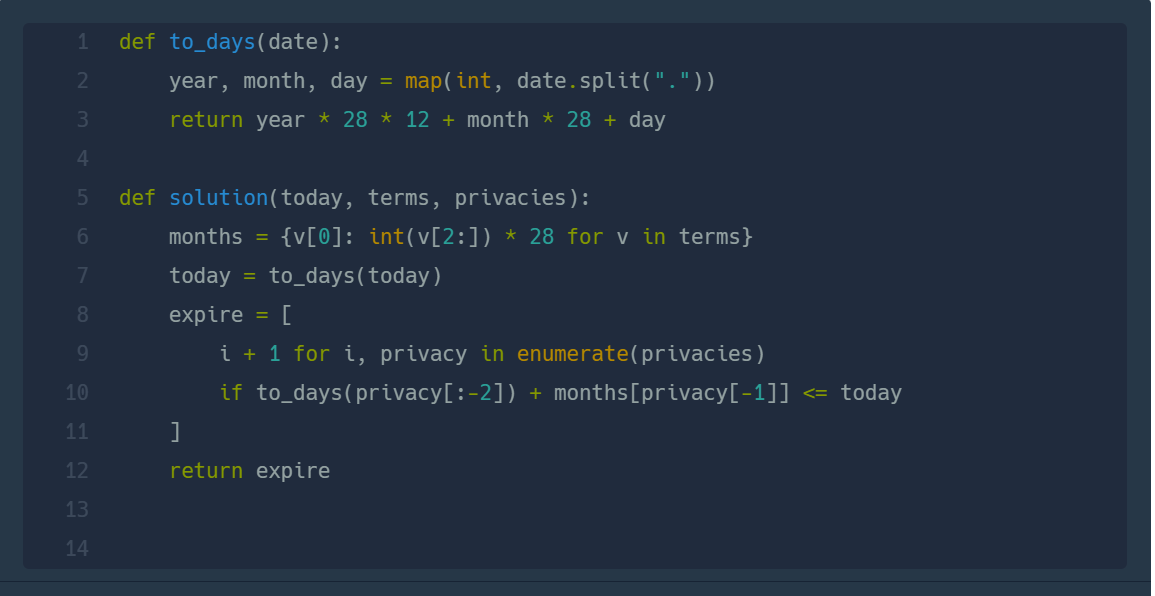 1 def to_days(date):
2     year, month, day = map(int, date.split("."))
3     return year * 28 * 12 + month * 28 + day
4
5 def solution(today, terms, privacies):
6     months = {v[0]: int(v[2:]) * 28 for v in terms}
7     today = to_days(today)
8     expire = [
9         i + 1 for i, privacy in enumerate(privacies)
10         if to_days(privacy[:-2]) + months[privacy[-1]] <= today
11     ]
12     return expire
13
14